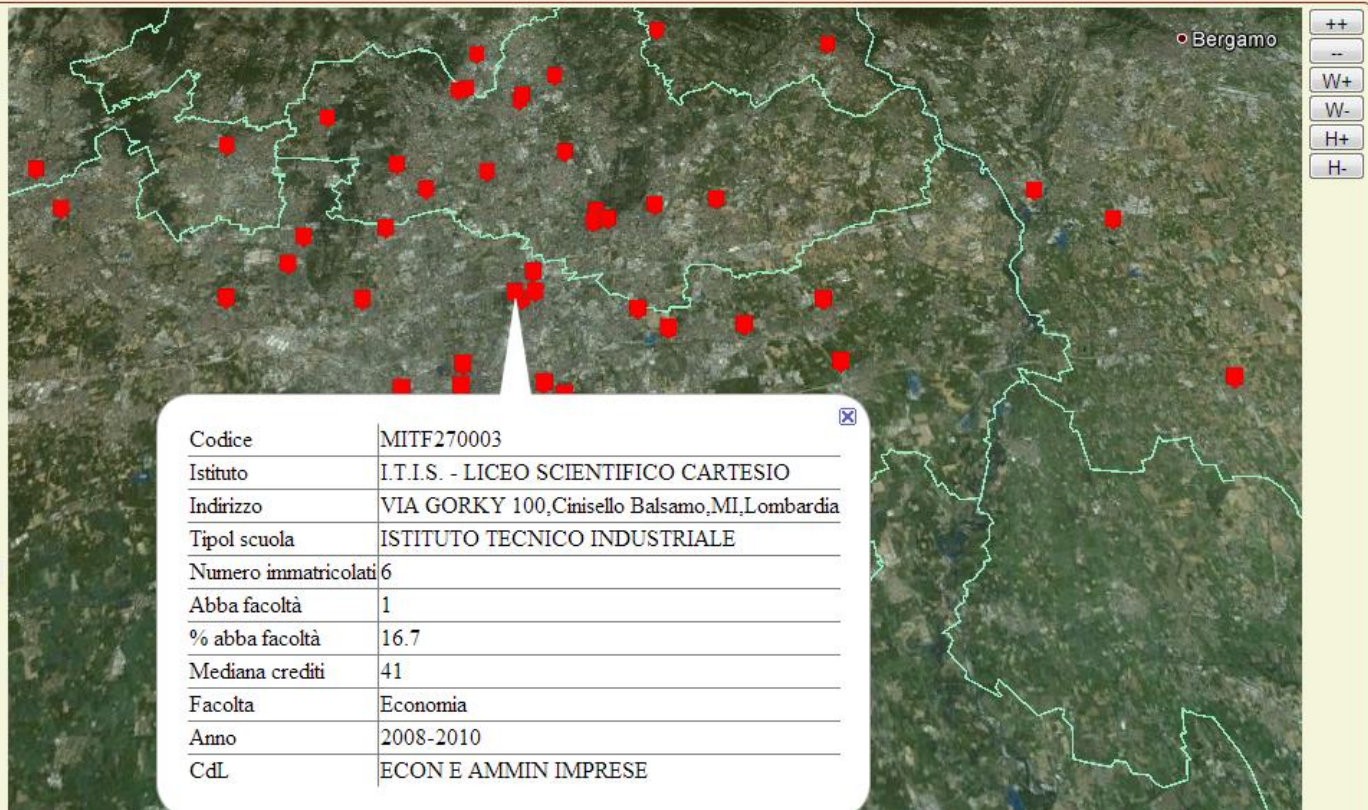 Bergamo
++
--
W+
W-
H+
H-
Codice MITF270003
Istituto I.T.I.S. - LICEO SCIENTIFICO CARTESIO
Indirizzo VIA GORKY 100,Cinisello Balsamo,MI,Lombardia
Tipol scuola ISTITUTO TECNICO INDUSTRIALE
Numero immatricolati 6
Abba facoltà 1
% abba facoltà 16.7
Mediana crediti 41
Facolta Economia
Anno 2008-2010
CdL ECON E AMMIN IMPRESE